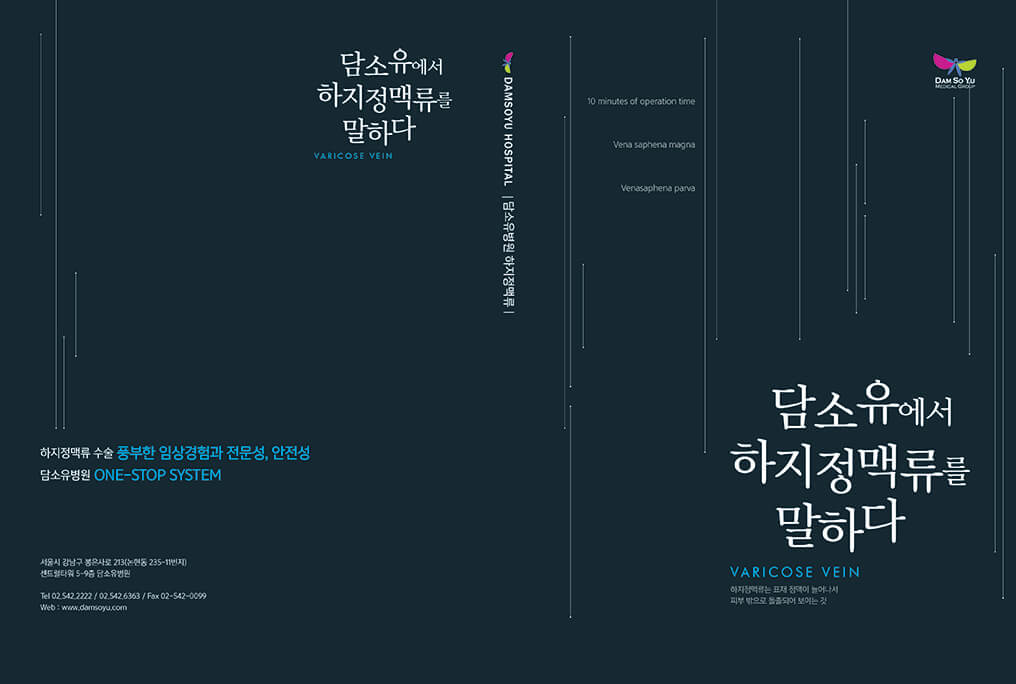 담소유에서
하지정맥류를
말하다
VARICOSE VEIN
하지정맥류 수술 풍부한 임상경험과 전문성, 안전성
담소유병원 ONE-STOP SYSTEM
서울시 강남구 봉은사로 213(논현동 235-11번지)
센트럴타워 5-9층 담소유병원
Tel 02.542.2222 / 02.542.6363 / Fax 02-542-0099
Web : www.damsoyu.com
DAMSOYU HOSPITAL | 담소유병원 하지정맥류 |
10 minutes of operation time
Vena saphena magna
Venasaphena parva
DAM SO YU
MEDICAL GROUP
담소유에서
하지정맥류를
말하다
VARICOSE VEIN
하지정맥류는 표재 정맥이 늘어나서
피부 밖으로 돌출되어 보이는 것